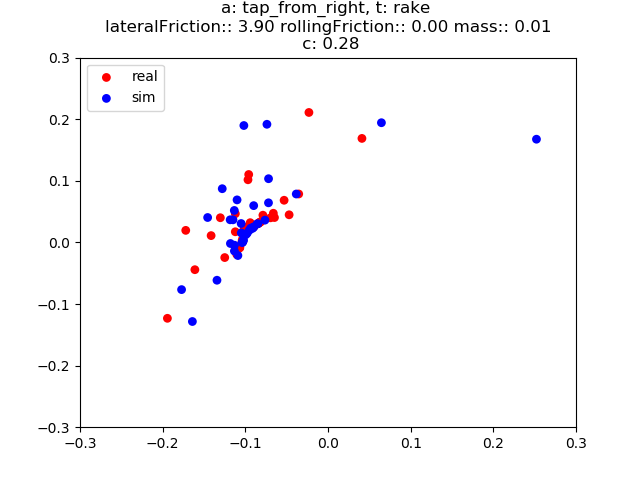 a: tap_from_right, t: rake
lateralFriction:: 3.90 rollingFriction:: 0.00 mass:: 0.01
c: 0.28
0.3
real
sim
0.2
0.1
0.0
−0.1
−0.2
−0.3
−0.3 −0.2 −0.1 0.0 0.1 0.2 0.3